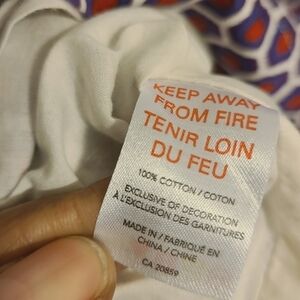 KEEP AWAY
FROM FIRE
TENIR LOIN
DU FEU
100% COTTON / COTON
EXCLUSIVE OF DECORATION
À L'EXCLUSION DES GARNITURES
MADE IN / FABRIQUÉ EN
CHINA / CHINE
CA 20859